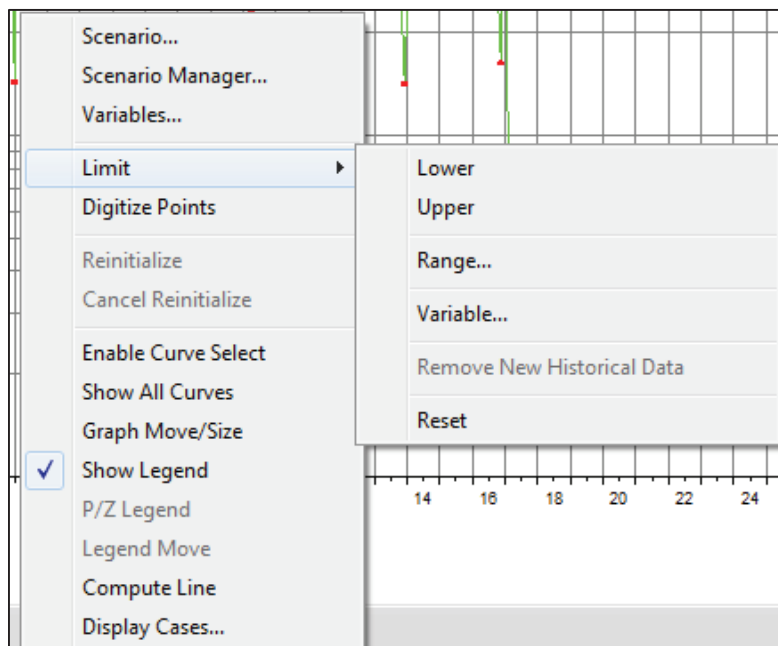 Scenario...
Scenario Manager...
Variables...
Limit
Digitize Points
Reinitialize
Cancel Reinitialize
Enable Curve Select
Show All Curves
Graph Move/Size
Show Legend
P/Z Legend
Legend Move
Compute Line
Display Cases...
Lower
Upper
Range...
Variable...
Remove New Historical Data
Reset
14 16 18 20 22 24